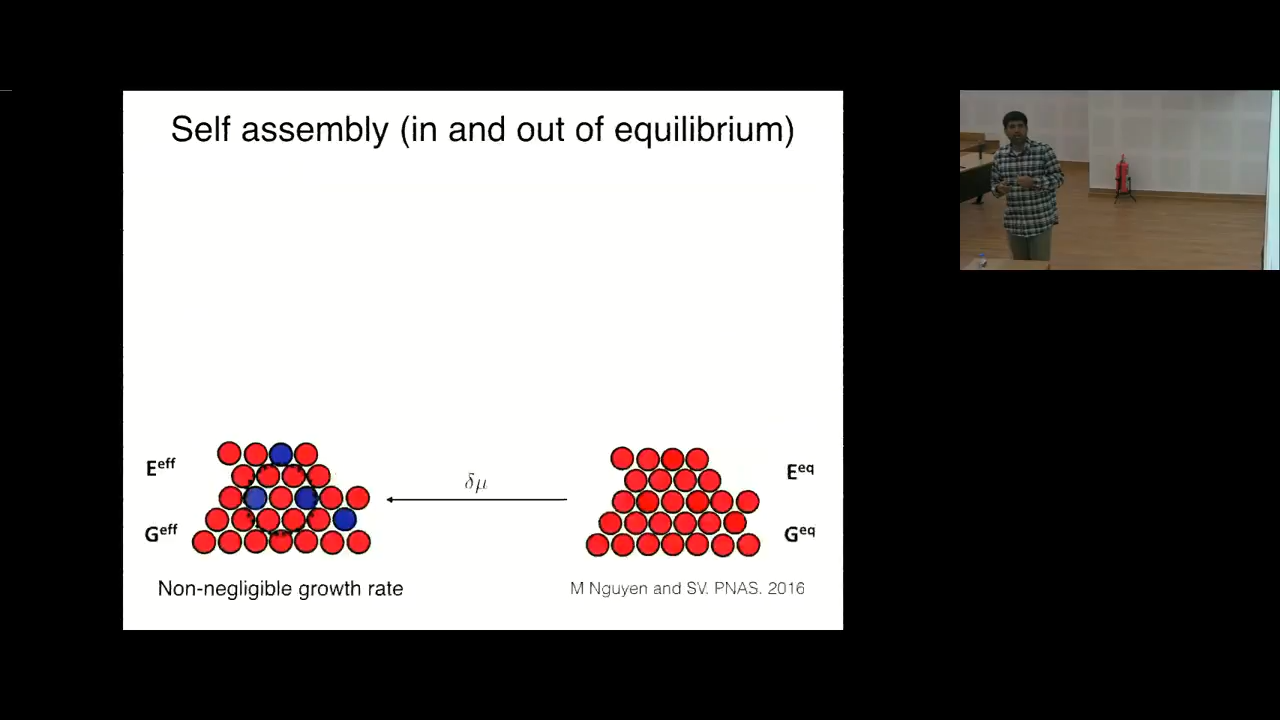 Self assembly (in and out of equilibrium)
E^eff
δμ
E^eq
G^eff
G^eq
Non-negligible growth rate
M Nguyen and SV. PNAS. 2016